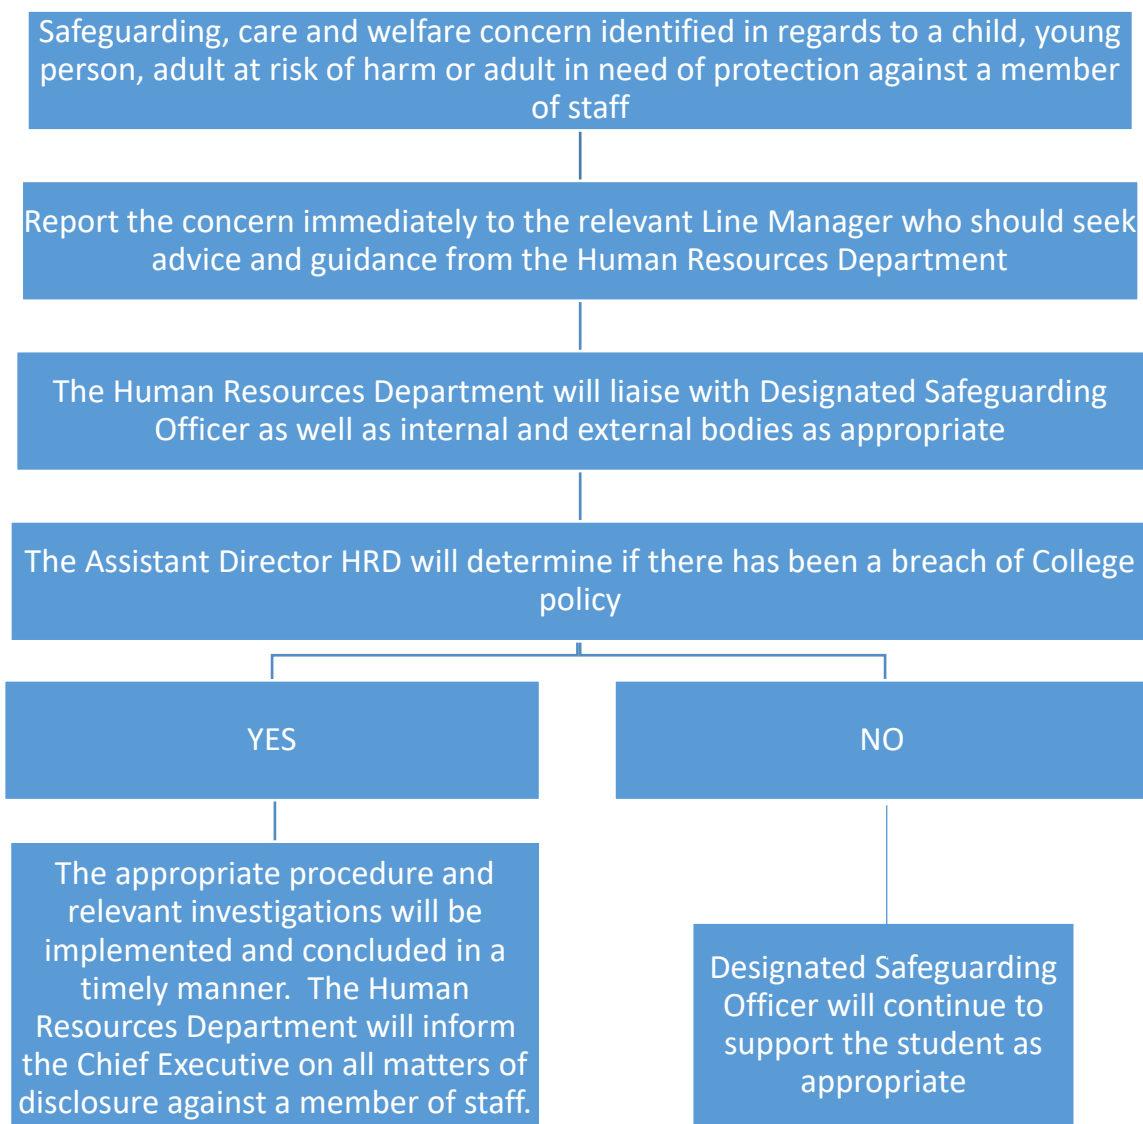 Safeguarding, care and welfare concern identified in regards to a child, young
person, adult at risk of harm or adult in need of protection against a member
of staff
Report the concern immediately to the relevant Line Manager who should seek
advice and guidance from the Human Resources Department
The Human Resources Department will liaise with Designated Safeguarding
Officer as well as internal and external bodies as appropriate
The Assistant Director HRD will determine if there has been a breach of College
policy
YES
NO
The appropriate procedure and
relevant investigations will be
implemented and concluded in a
timely manner.  The Human
Resources Department will inform
the Chief Executive on all matters of
disclosure against a member of staff.
Designated Safeguarding
Officer will continue to
support the student as
appropriate